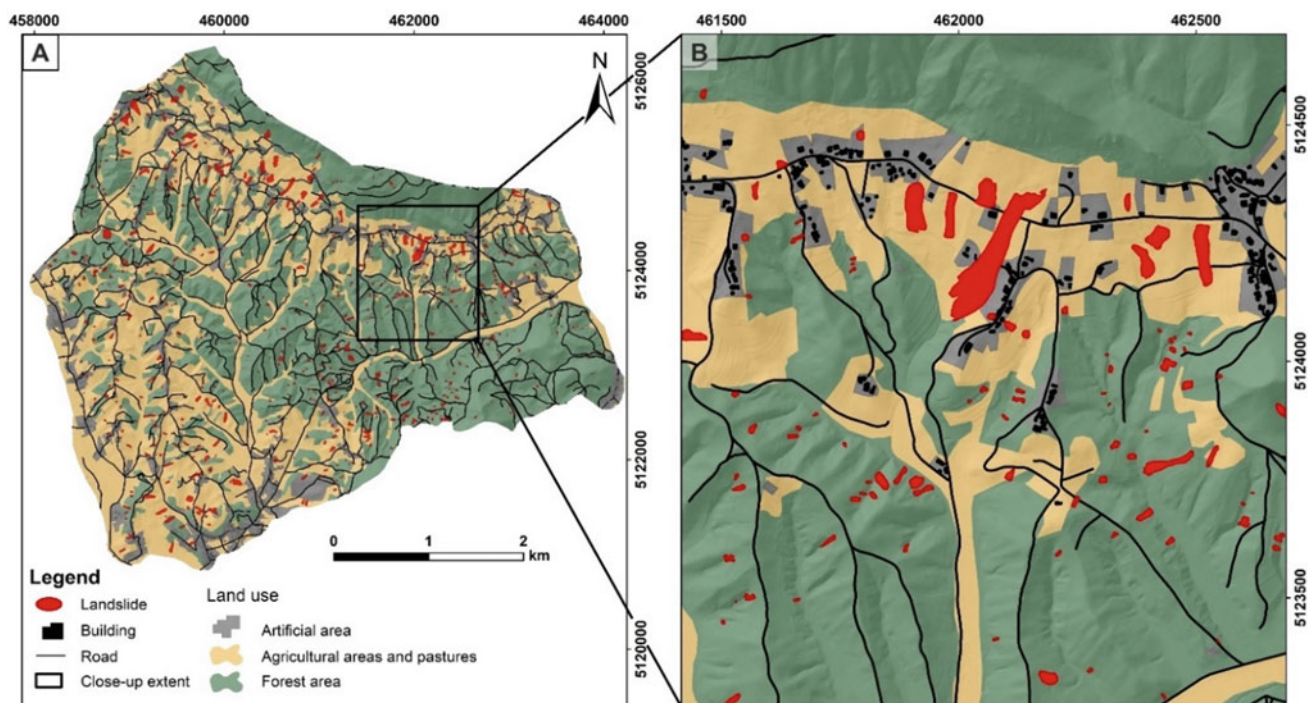 458000 460000 462000 464000
A
N
5126000
5124000
5122000
5120000
0 1 2
km
Legend
Landslide
Building
Road
Close-up extent
Land use
Artificial area
Agricultural areas and pastures
Forest area
461500 462000 462500
B
5124500
5124000
5123500